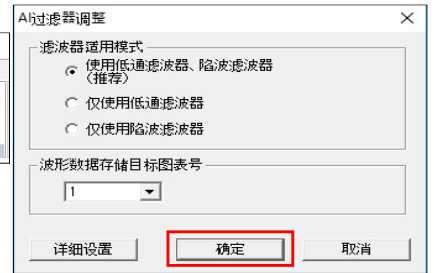 AI过滤器调整
滤波器适用模式
使用低通滤波器、陷波滤波器
（推荐）
仅使用低通滤波器
仅使用陷波滤波器
波形数据存储目标图表号
1
详细设置
确定
取消